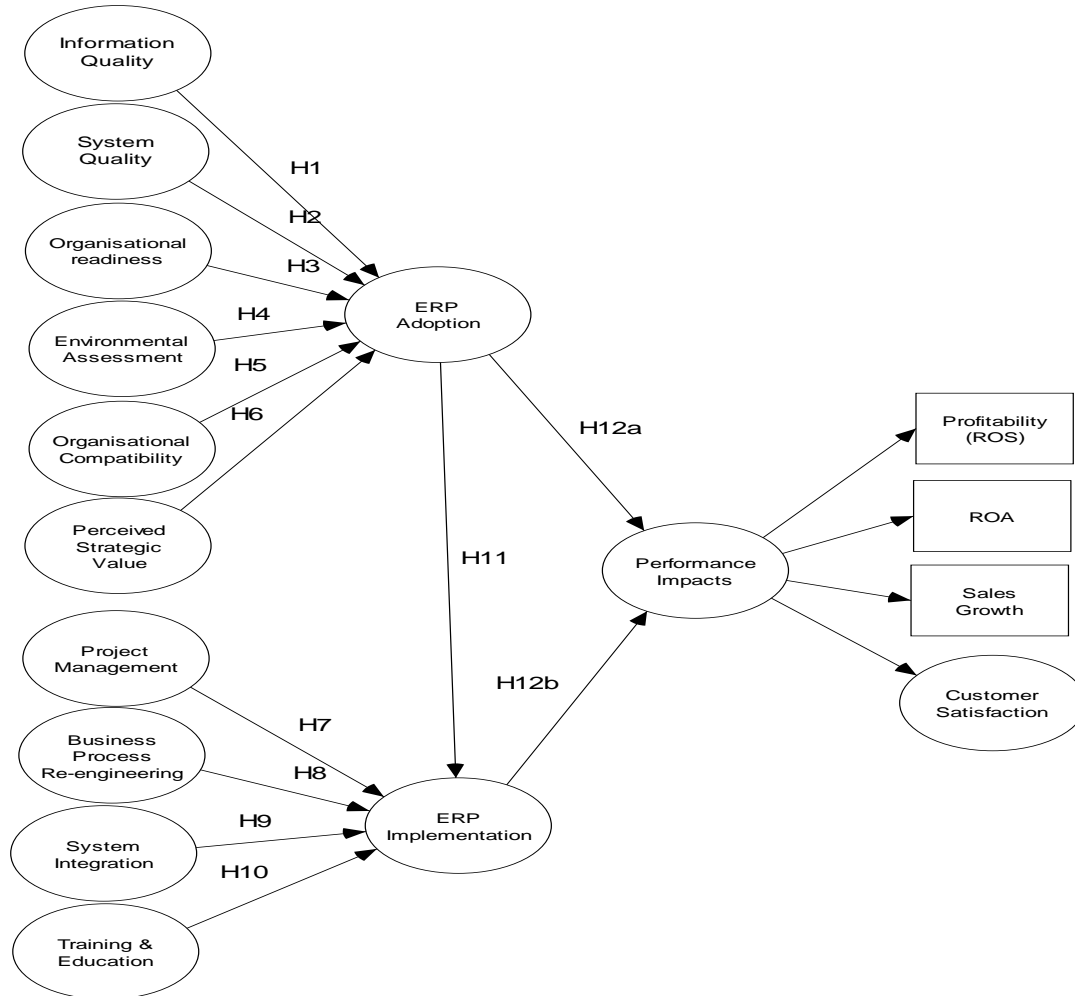 Information
Quality
System
Quality
Organisational
readiness
Environmental
Assessment
Organisational
Compatibility
Perceived
Strategic
Value
H1
H2
H3
H4
H5
H6
ERP
Adoption
H11
H12a
Project
Management
Business
Process
Re-engineering
System
Integration
Training &
Education
H7
H8
H9
H10
ERP
Implementation
H12b
Performance
Impacts
Profitability
(ROS)
ROA
Sales
Growth
Customer
Satisfaction